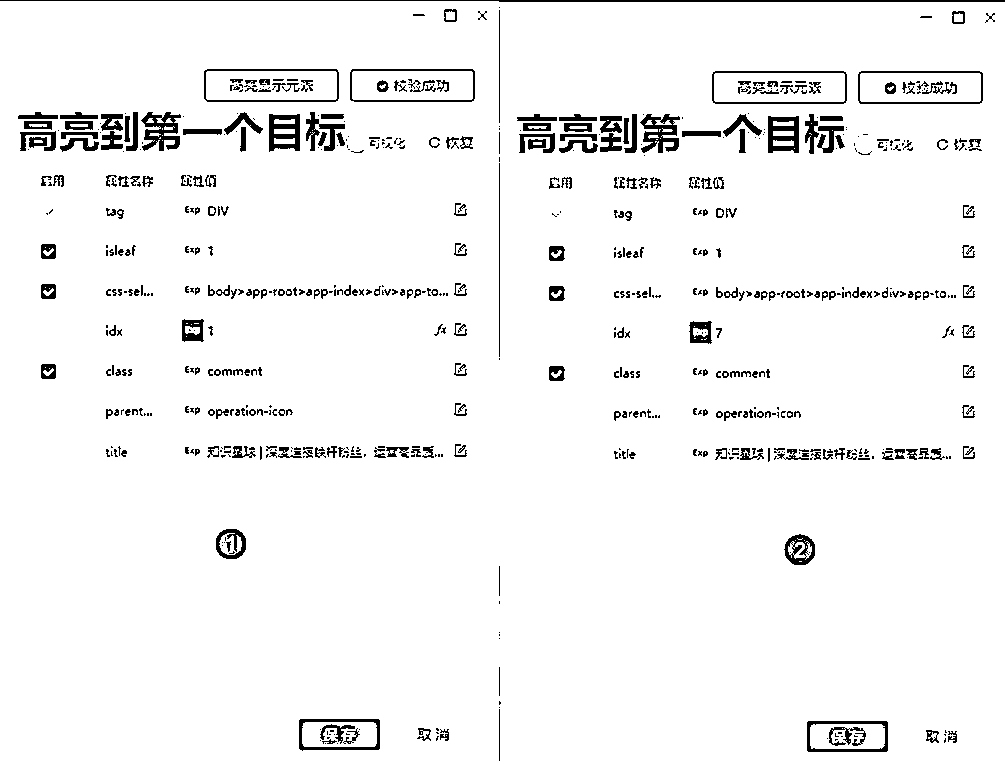 高亮显示元素
校验成功
高亮到第一个目标
可视化
恢复
启用 属性名称 属性值
tag Exp DIV
isleaf Exp 1
css-sel... Exp body>app-root>app-index>div>app-to...
idx Exp 1 fx
class Exp comment
parent... Exp operation-icon
title Exp 知识星球 | 深度连接铁杆粉丝，运营高品质...
①
保存 取消
高亮显示元素
校验成功
高亮到第一个目标
可视化
恢复
启用 属性名称 属性值
tag Exp DIV
isleaf Exp 1
css-sel... Exp body>app-root>app-index>div>app-to...
idx Exp 7 fx
class Exp comment
parent... Exp operation-icon
title Exp 知识星球 | 深度连接铁杆粉丝，运营高品质...
②
保存 取消